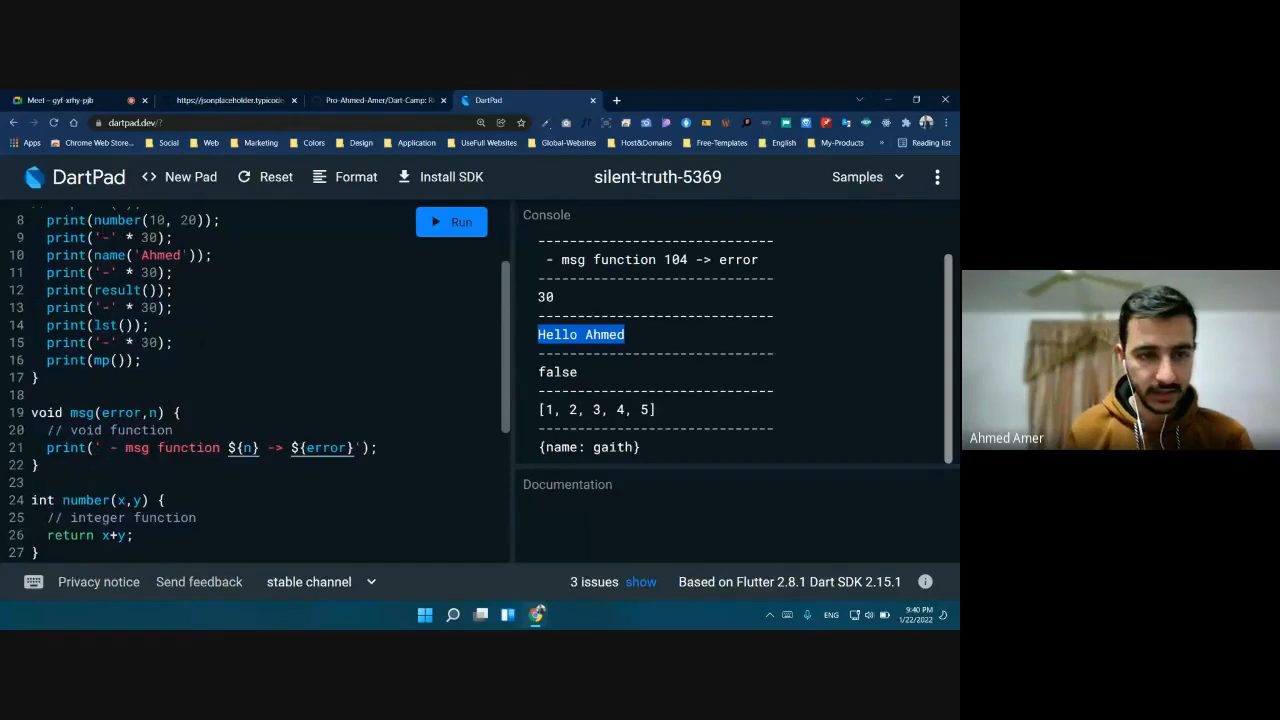 Meet – gyf-xrhy-pjb
https://jsonplaceholder.typicode.
Pro-Ahmed-Amer/Dart-Camp: R
DartPad
dartpad.dev/?
Apps
Chrome Web Store...
Social
Web
Marketing
Colors
Design
Application
UseFull Websites
Global-Websites
Host&Domains
Free-Templates
English
My-Products
»
Reading list
DartPad
<> New Pad
Reset
Format
Install SDK
silent-truth-5369
Samples
8 print(number(10, 20));
9 print('-' * 30);
10 print(name('Ahmed'));
11 print('-' * 30);
12 print(result());
13 print('-' * 30);
14 print(lst());
15 print('-' * 30);
16 print(mp());
17 }
18
19 void msg(error,n) {
20 // void function
21 print(' - msg function ${n} -> ${error}');
22 }
23
24 int number(x,y) {
25 // integer function
26 return x+y;
27 }
Run
Console
------------------------------
- msg function 104 -> error
------------------------------
30
------------------------------
Hello Ahmed
------------------------------
false
------------------------------
[1, 2, 3, 4, 5]
------------------------------
{name: gaith}
Documentation
Privacy notice
Send feedback
stable channel
3 issues show
Based on Flutter 2.8.1 Dart SDK 2.15.1
ENG
9:40 PM
1/22/2022
Ahmed Amer